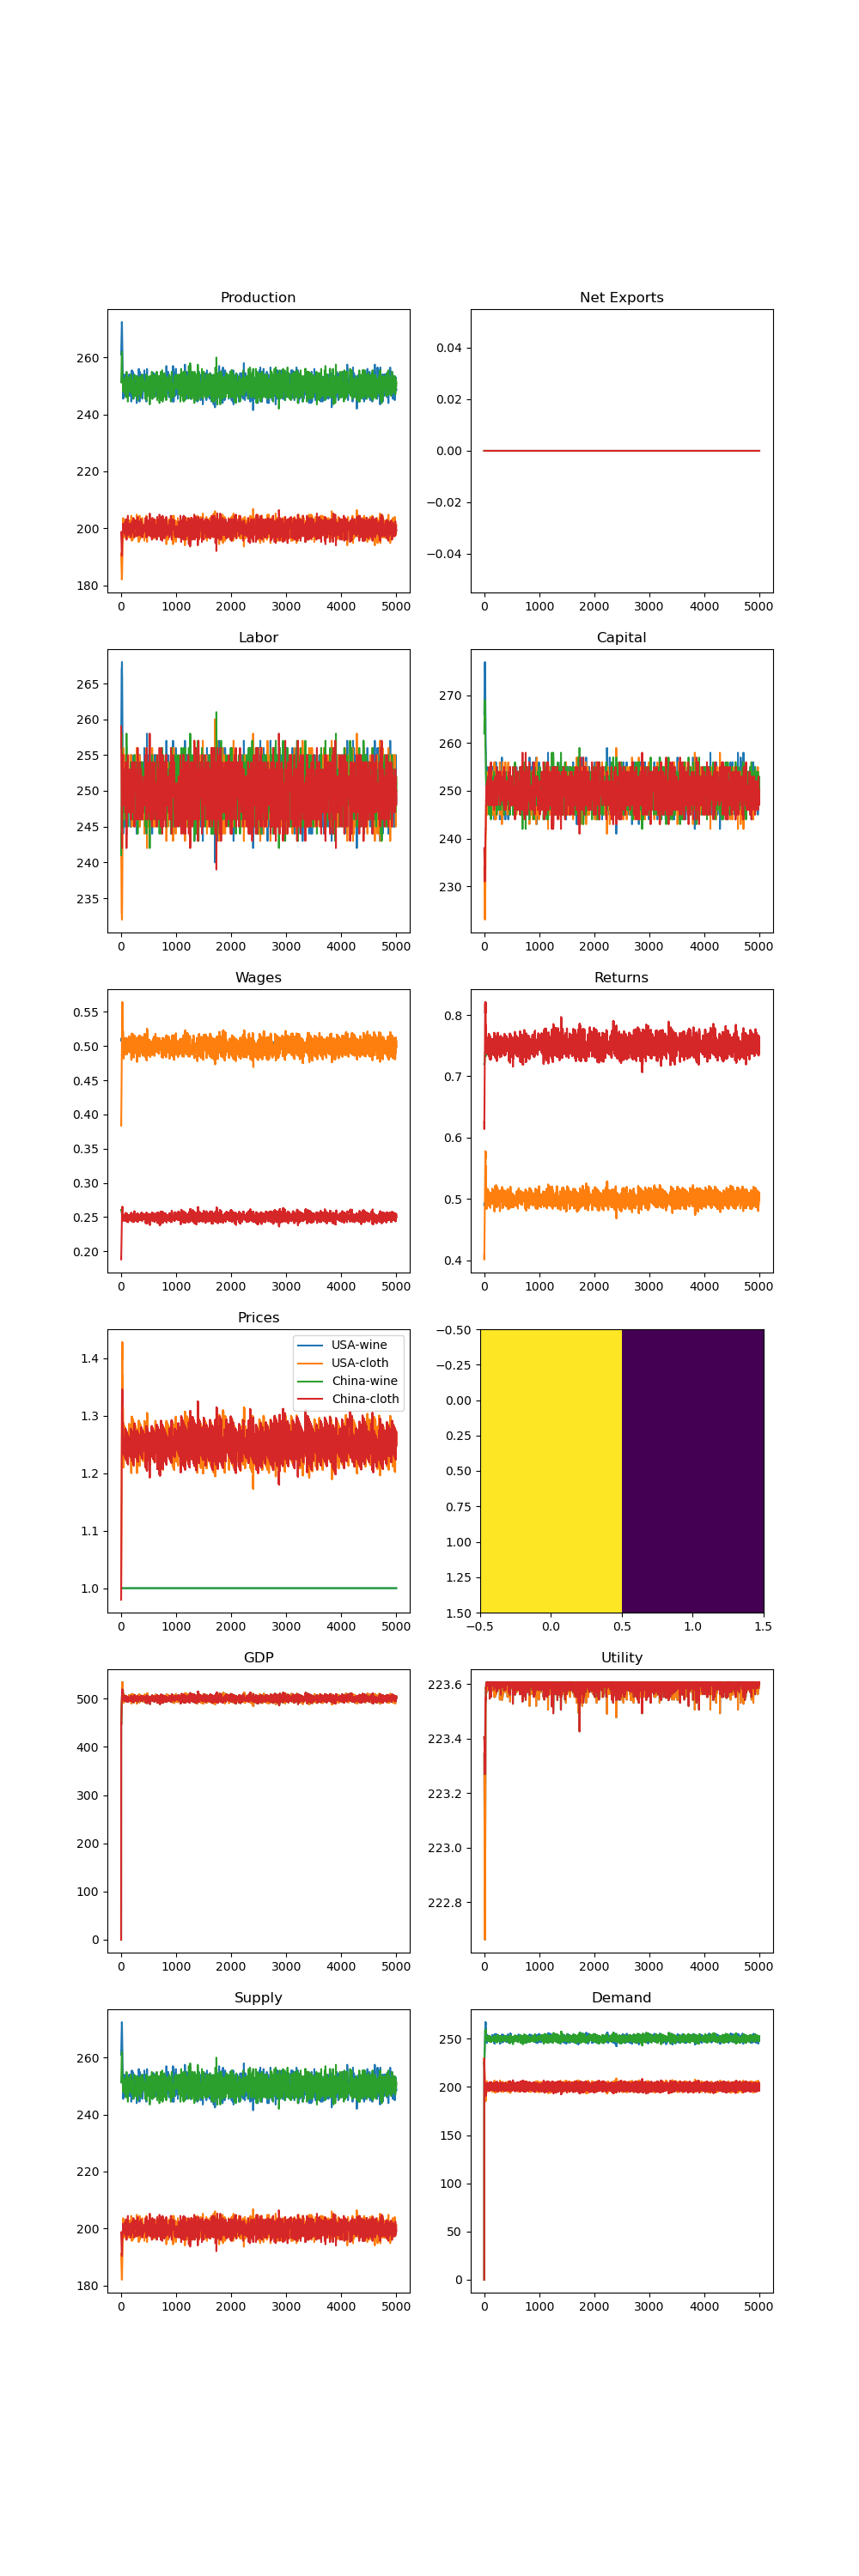 Production
Net Exports
260
240
220
200
180
0.04
0.02
0.00
−0.02
−0.04
0 1000 2000 3000 4000 5000
0 1000 2000 3000 4000 5000
Labor
Capital
265
260
255
250
245
240
235
270
260
250
240
230
0 1000 2000 3000 4000 5000
0 1000 2000 3000 4000 5000
Wages
Returns
0.55
0.50
0.45
0.40
0.35
0.30
0.25
0.20
0.8
0.7
0.6
0.5
0.4
0 1000 2000 3000 4000 5000
0 1000 2000 3000 4000 5000
Prices
1.4
1.3
1.2
1.1
1.0
USA-wine
USA-cloth
China-wine
China-cloth
−0.50
−0.25
0.00
0.25
0.50
0.75
1.00
1.25
1.50
0 1000 2000 3000 4000 5000
−0.5 0.0 0.5 1.0 1.5
GDP
Utility
500
400
300
200
100
0
223.6
223.4
223.2
223.0
222.8
0 1000 2000 3000 4000 5000
0 1000 2000 3000 4000 5000
Supply
Demand
260
240
220
200
180
250
200
150
100
50
0
0 1000 2000 3000 4000 5000
0 1000 2000 3000 4000 5000